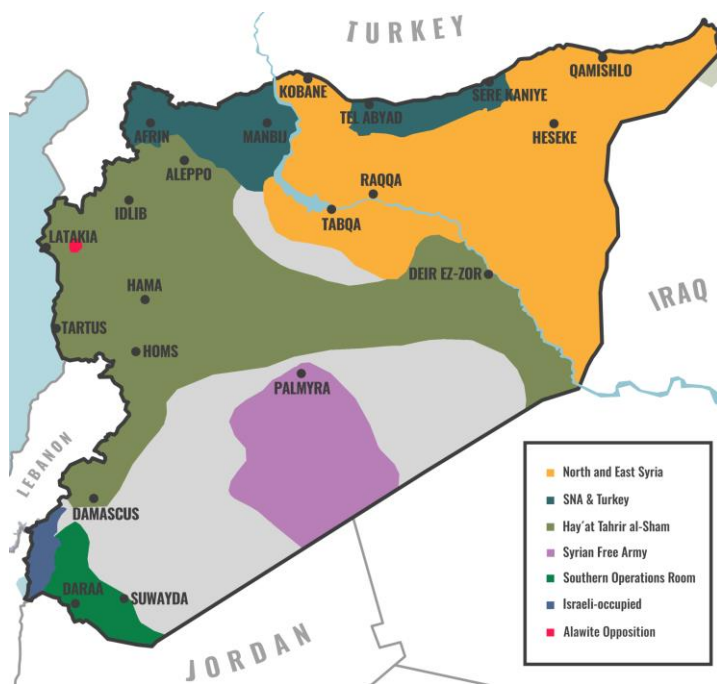 TURKEY
QAMISHLO
KOBANE
SERE KANIYE
TEL ABYAD
AFRIN
MANBIJ
HESEKE
ALEPPO
RAQQA
IDLIB
TABQA
LATAKIA
DEIR EZ-ZOR
HAMA
IRAQ
TARTUS
HOMS
PALMYRA
LEBANON
DAMASCUS
DARAA
SUWAYDA
JORDAN
North and East Syria
SNA & Turkey
Hay'at Tahrir al-Sham
Syrian Free Army
Southern Operations Room
Israeli-occupied
Alawite Opposition